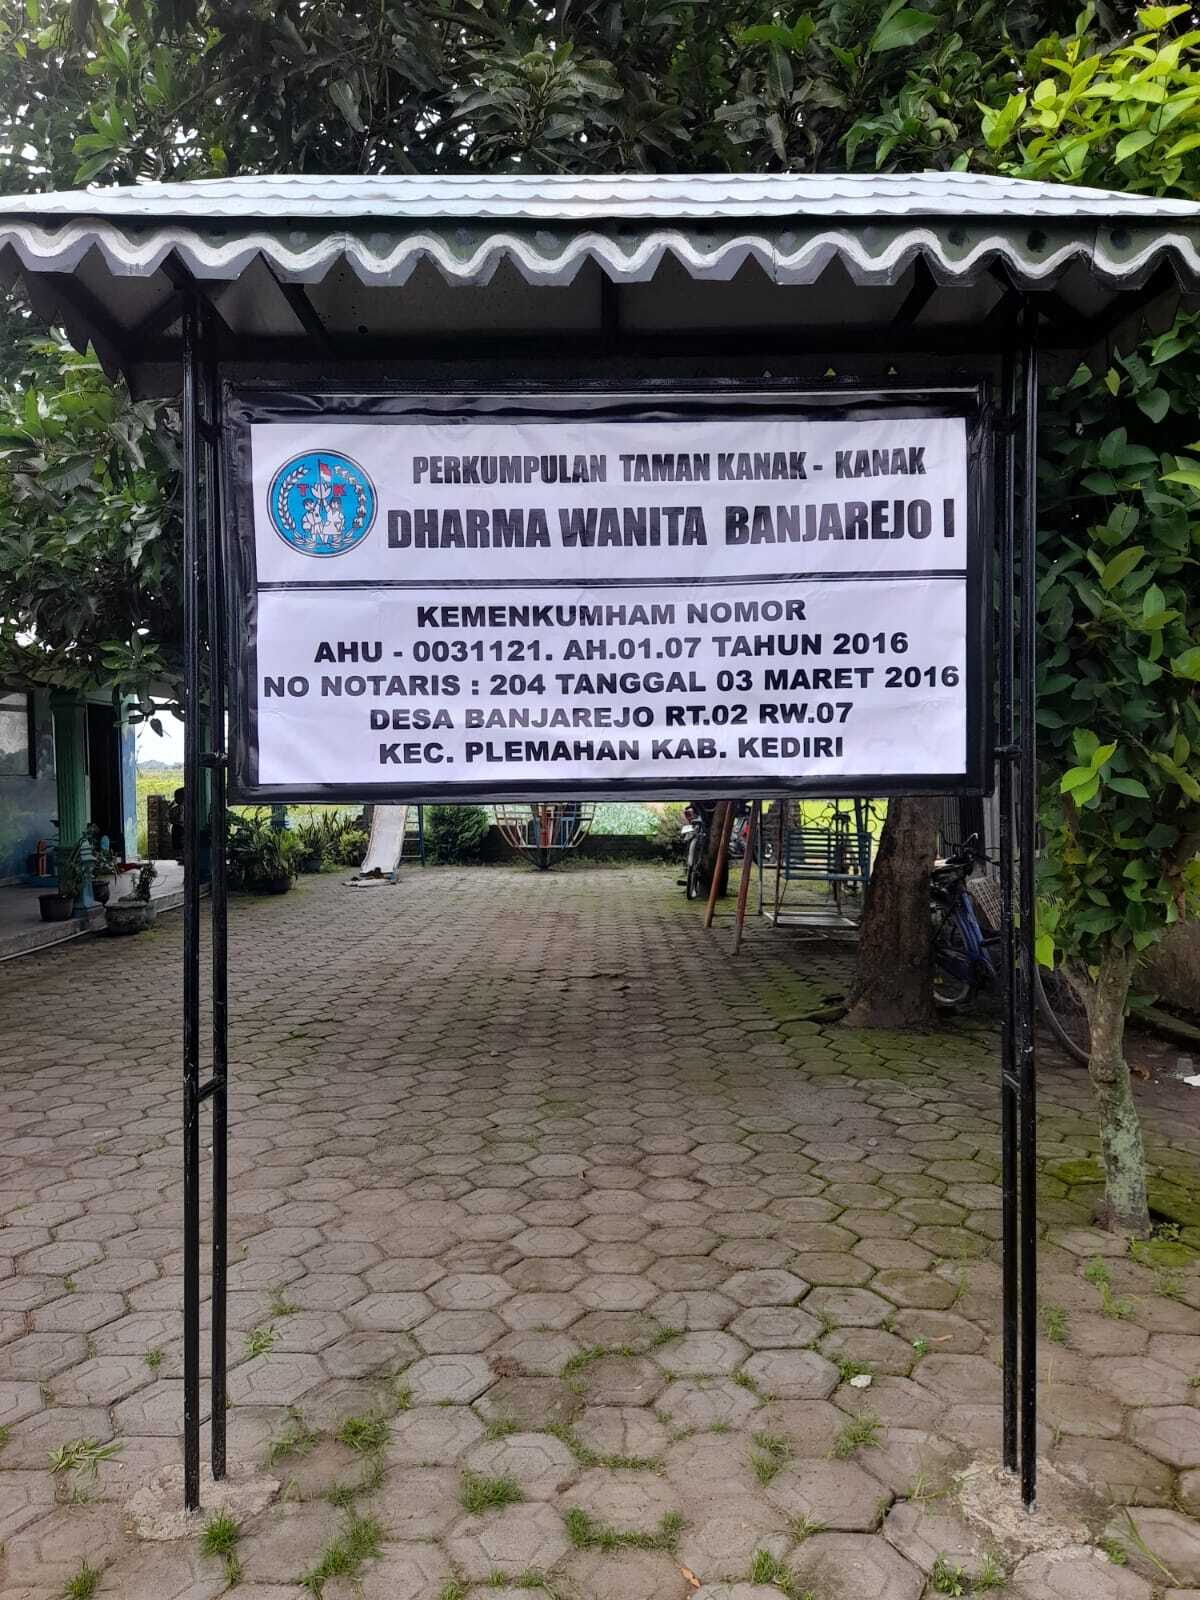 TK
PERKUMPULAN TAMAN KANAK - KANAK
DHARMA WANITA BANJAREJO I
KEMENKUMHAM NOMOR
AHU - 0031121. AH.01.07 TAHUN 2016
NO NOTARIS : 204 TANGGAL 03 MARET 2016
DESA BANJAREJO RT.02 RW.07
KEC. PLEMAHAN KAB. KEDIRI